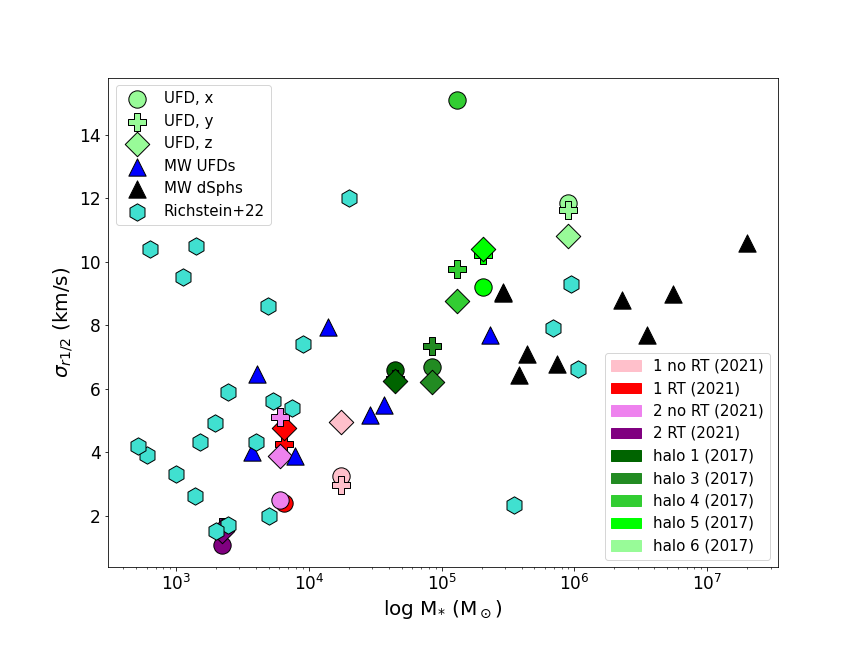 UFD, x
UFD, y
UFD, z
MW UFDs
MW dSphs
Richstein+22
14
12
10
8
6
4
2
σr1/2 (km/s)
1 no RT (2021)
1 RT (2021)
2 no RT (2021)
2 RT (2021)
halo 1 (2017)
halo 3 (2017)
halo 4 (2017)
halo 5 (2017)
halo 6 (2017)
10³ 10⁴ 10⁵ 10⁶ 10⁷
log M* (M⊙)